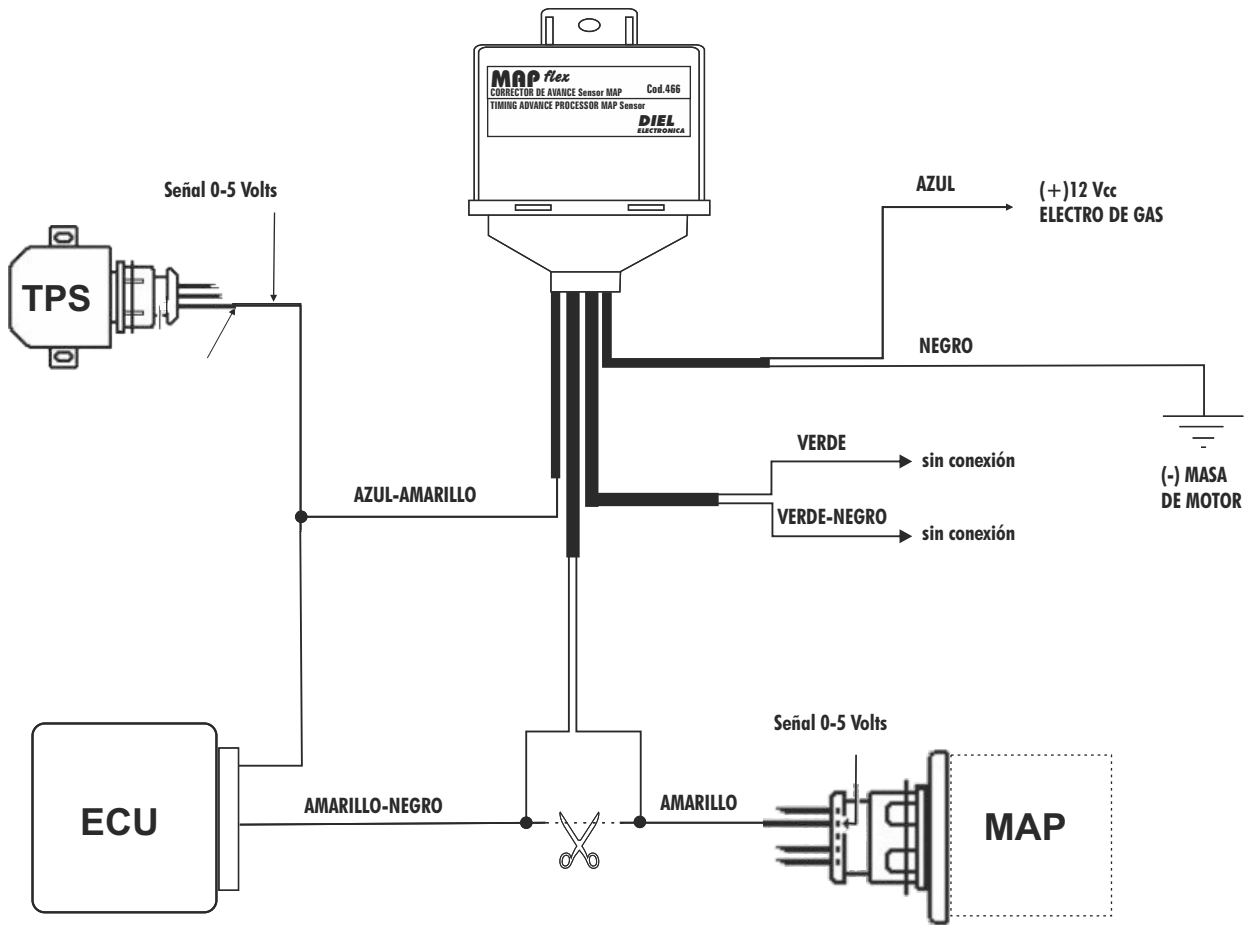 MAP flex
CORRECTOR DE AVANCE Sensor MAP Cod.466
TIMING ADVANCE PROCESSOR MAP Sensor
DIEL
ELECTRONICA
Señal 0-5 Volts
TPS
AZUL
(+)12 Vcc
ELECTRO DE GAS
NEGRO
(-) MASA
DE MOTOR
VERDE
sin conexión
VERDE-NEGRO
sin conexión
AZUL-AMARILLO
ECU
AMARILLO-NEGRO
AMARILLO
Señal 0-5 Volts
MAP